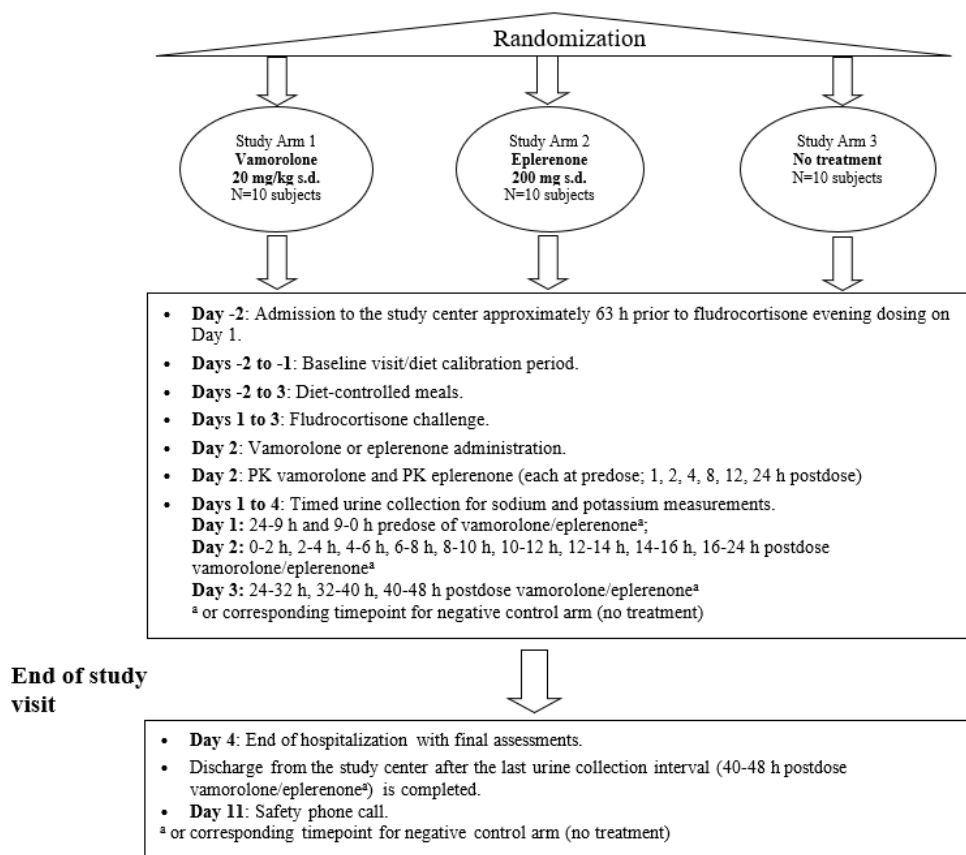 Randomization
Study Arm 1
Vamorolone
20 mg/kg s.d.
N=10 subjects
Study Arm 2
Eplerenone
200 mg s.d.
N=10 subjects
Study Arm 3
No treatment
N=10 subjects
• Day -2: Admission to the study center approximately 63 h prior to fludrocortisone evening dosing on
Day 1.
• Days -2 to -1: Baseline visit/diet calibration period.
• Days -2 to 3: Diet-controlled meals.
• Days 1 to 3: Fludrocortisone challenge.
• Day 2: Vamorolone or eplerenone administration.
• Day 2: PK vamorolone and PK eplerenone (each at predose; 1, 2, 4, 8, 12, 24 h postdose)
• Days 1 to 4: Timed urine collection for sodium and potassium measurements.
Day 1: 24-9 h and 9-0 h predose of vamorolone/eplerenoneᵃ;
Day 2: 0-2 h, 2-4 h, 4-6 h, 6-8 h, 8-10 h, 10-12 h, 12-14 h, 14-16 h, 16-24 h postdose
vamorolone/eplerenoneᵃ
Day 3: 24-32 h, 32-40 h, 40-48 h postdose vamorolone/eplerenoneᵃ
ᵃ or corresponding timepoint for negative control arm (no treatment)
End of study
visit
• Day 4: End of hospitalization with final assessments.
• Discharge from the study center after the last urine collection interval (40-48 h postdose
vamorolone/eplerenoneᵃ) is completed.
• Day 11: Safety phone call.
ᵃ or corresponding timepoint for negative control arm (no treatment)